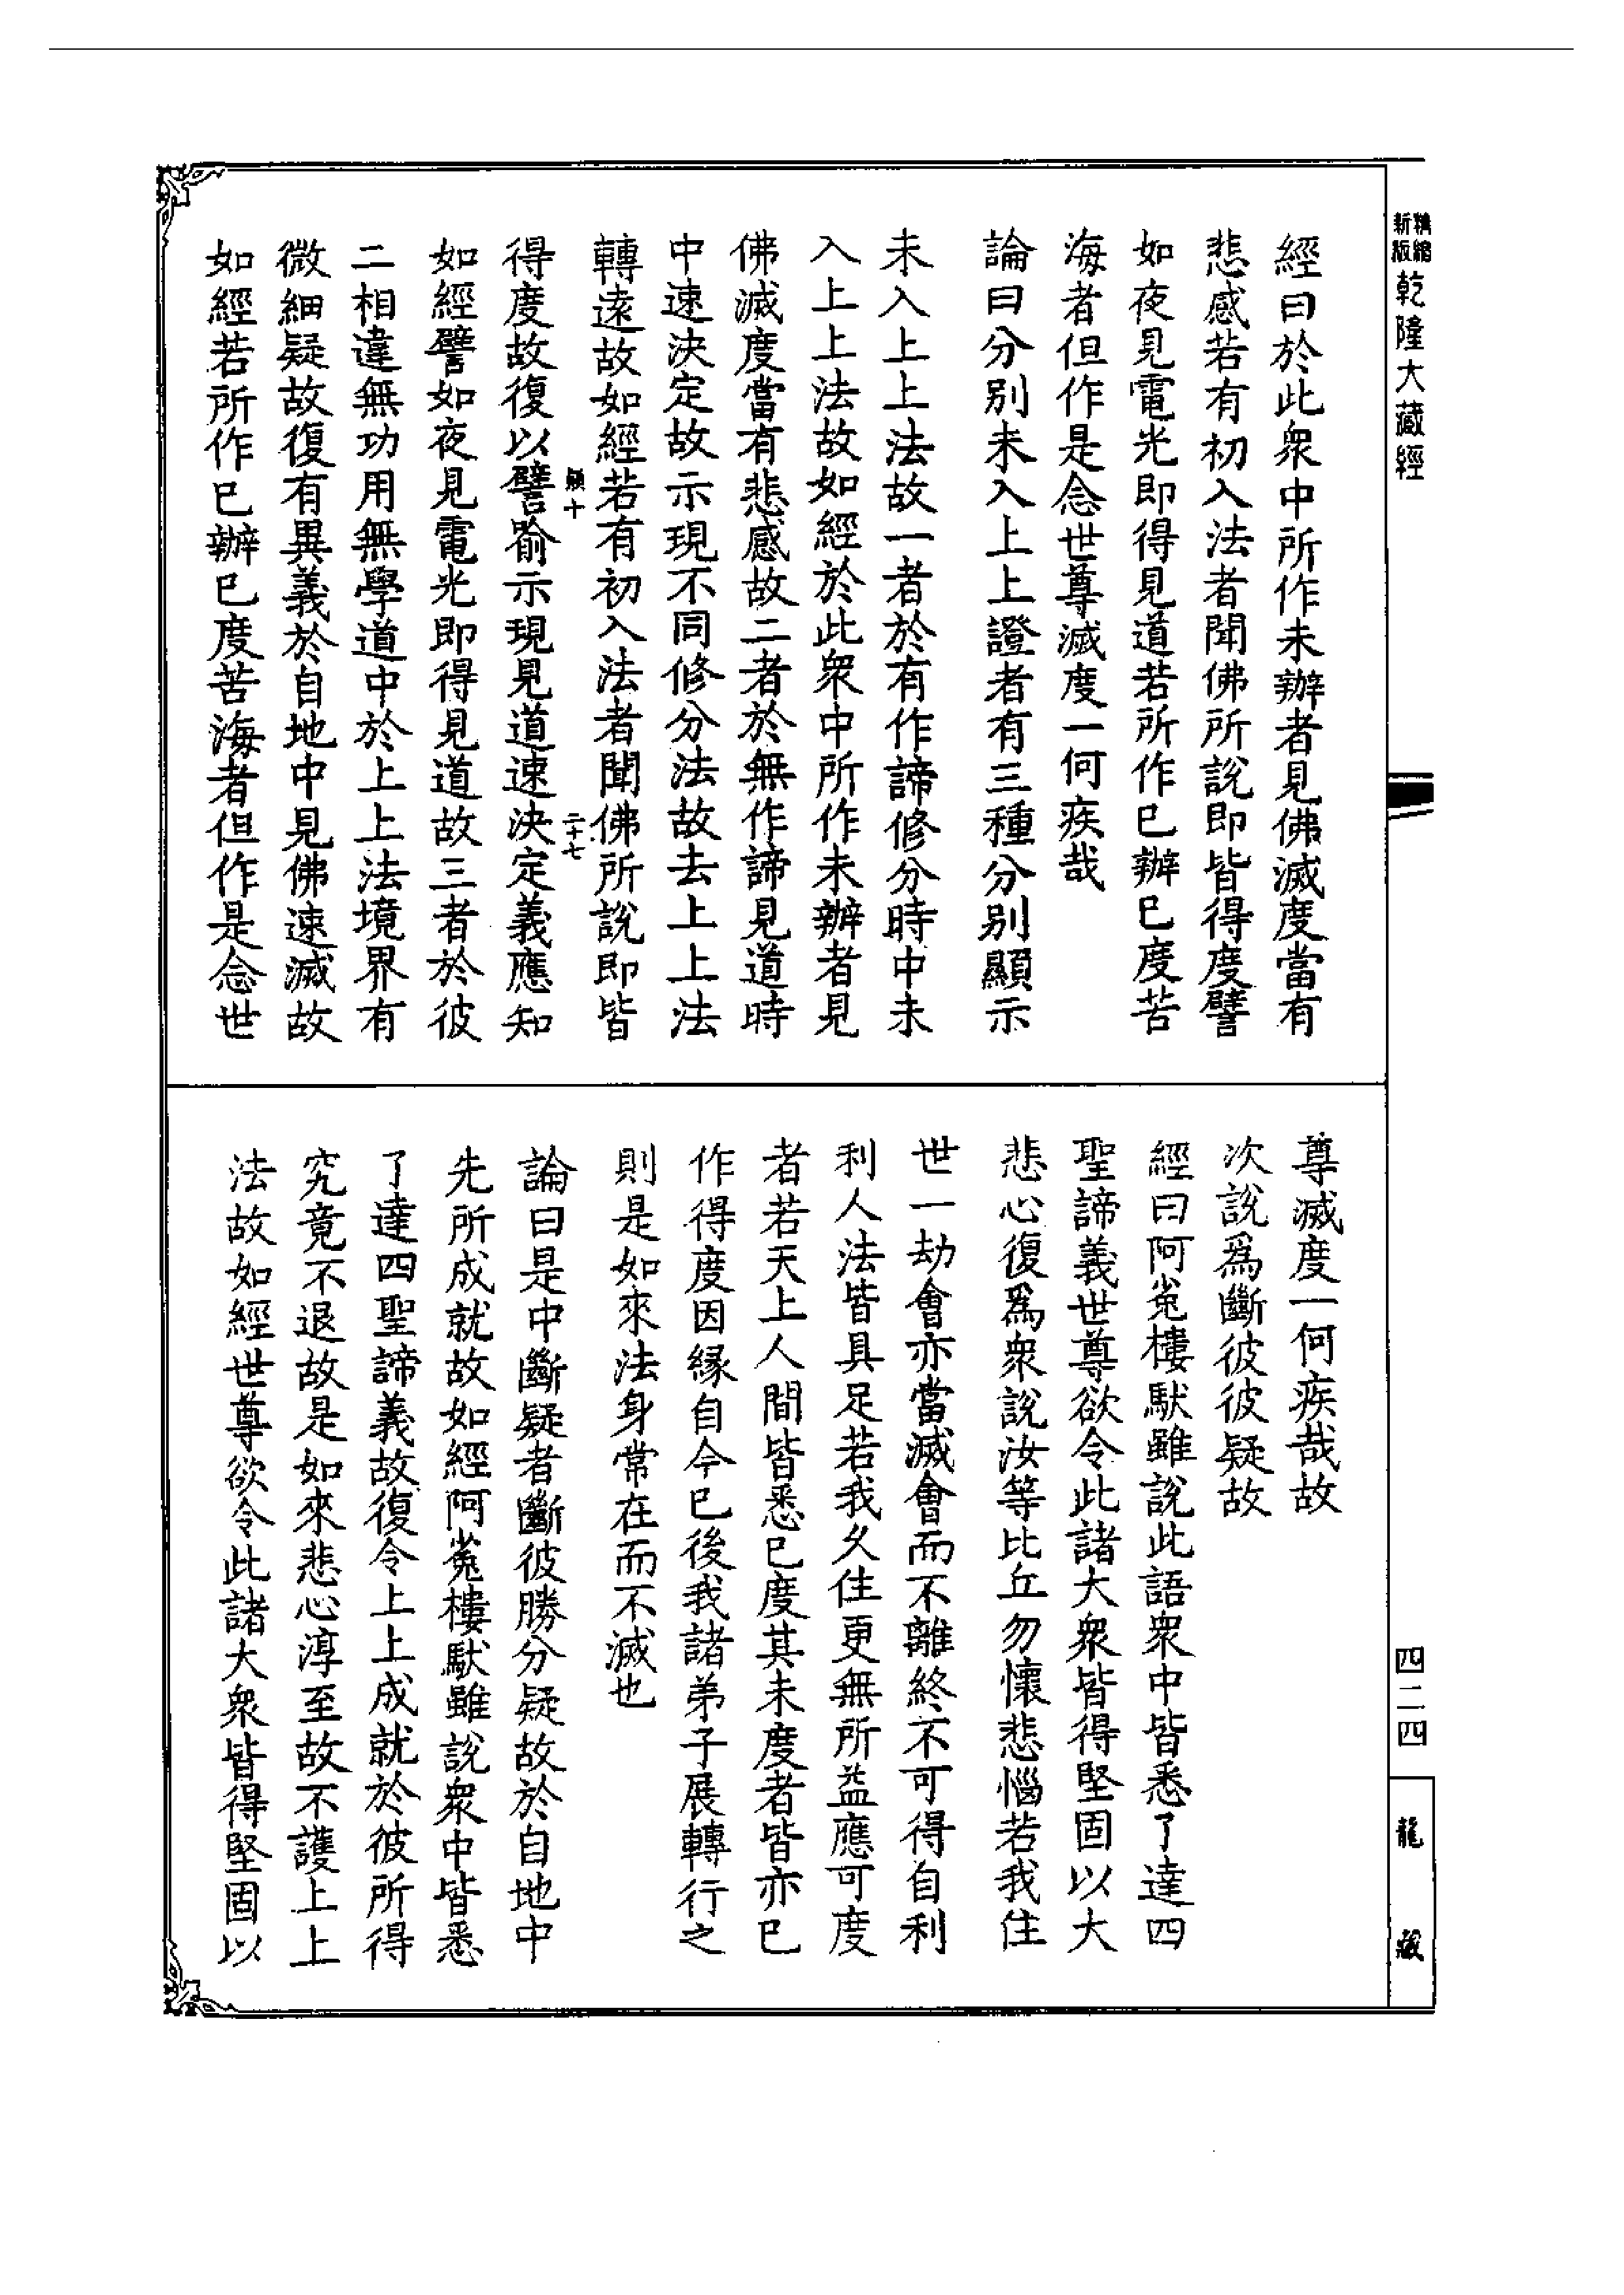 精縮新版乾隆大藏經
經曰於此衆中所作未辦者見佛滅度當有
悲感若有初入法者聞佛所說即皆得度譬
如夜見電光即得見道若所作已辦已度苦
海者但作是念世尊滅度一何疾哉
論曰分別未入上上證者有三種分別顯示
未入上上法故一者於有作諦修分時中未
入上上法故如經於此衆中所作未辦者見
佛滅度當有悲感故二者於無作諦見道時
中速決定故示現不同修分法故去上上法
轉遠故如經若有初入法者聞佛所說即皆
十
二十七
得度故復以譬喻示現見道速決定義應知
如經譬如夜見電光即得見道故三者於彼
二相違無功用無學道中於上上法境界有
微細疑故復有異義於自地中見佛速滅故
如經若所作已辦已度苦海者但作是念世
尊滅度一何疾哉故
次說爲斷彼彼疑故
經曰阿㝹樓馱雖說此語衆中皆悉了達四
聖諦義世尊欲令此諸大衆皆得堅固以大
悲心復爲衆說汝等比丘勿懷悲惱若我住
世一劫會亦當滅會而不離終不可得自利
利人法皆具足若我久住更無所益應可度
者若天上人間皆悉已度其未度者皆亦已
作得度因緣自今已後我諸弟子展轉行之
則是如來法身常在而不滅也
論曰是中斷疑者斷彼勝分疑故於自地中
先所成就故如經阿㝹樓馱雖說衆中皆悉
了達四聖諦義故復令上上成就於彼所得
究竟不退故是如來悲心淳至故不護上上
法故如經世尊欲令此諸大衆皆得堅固以
四二四
龍藏